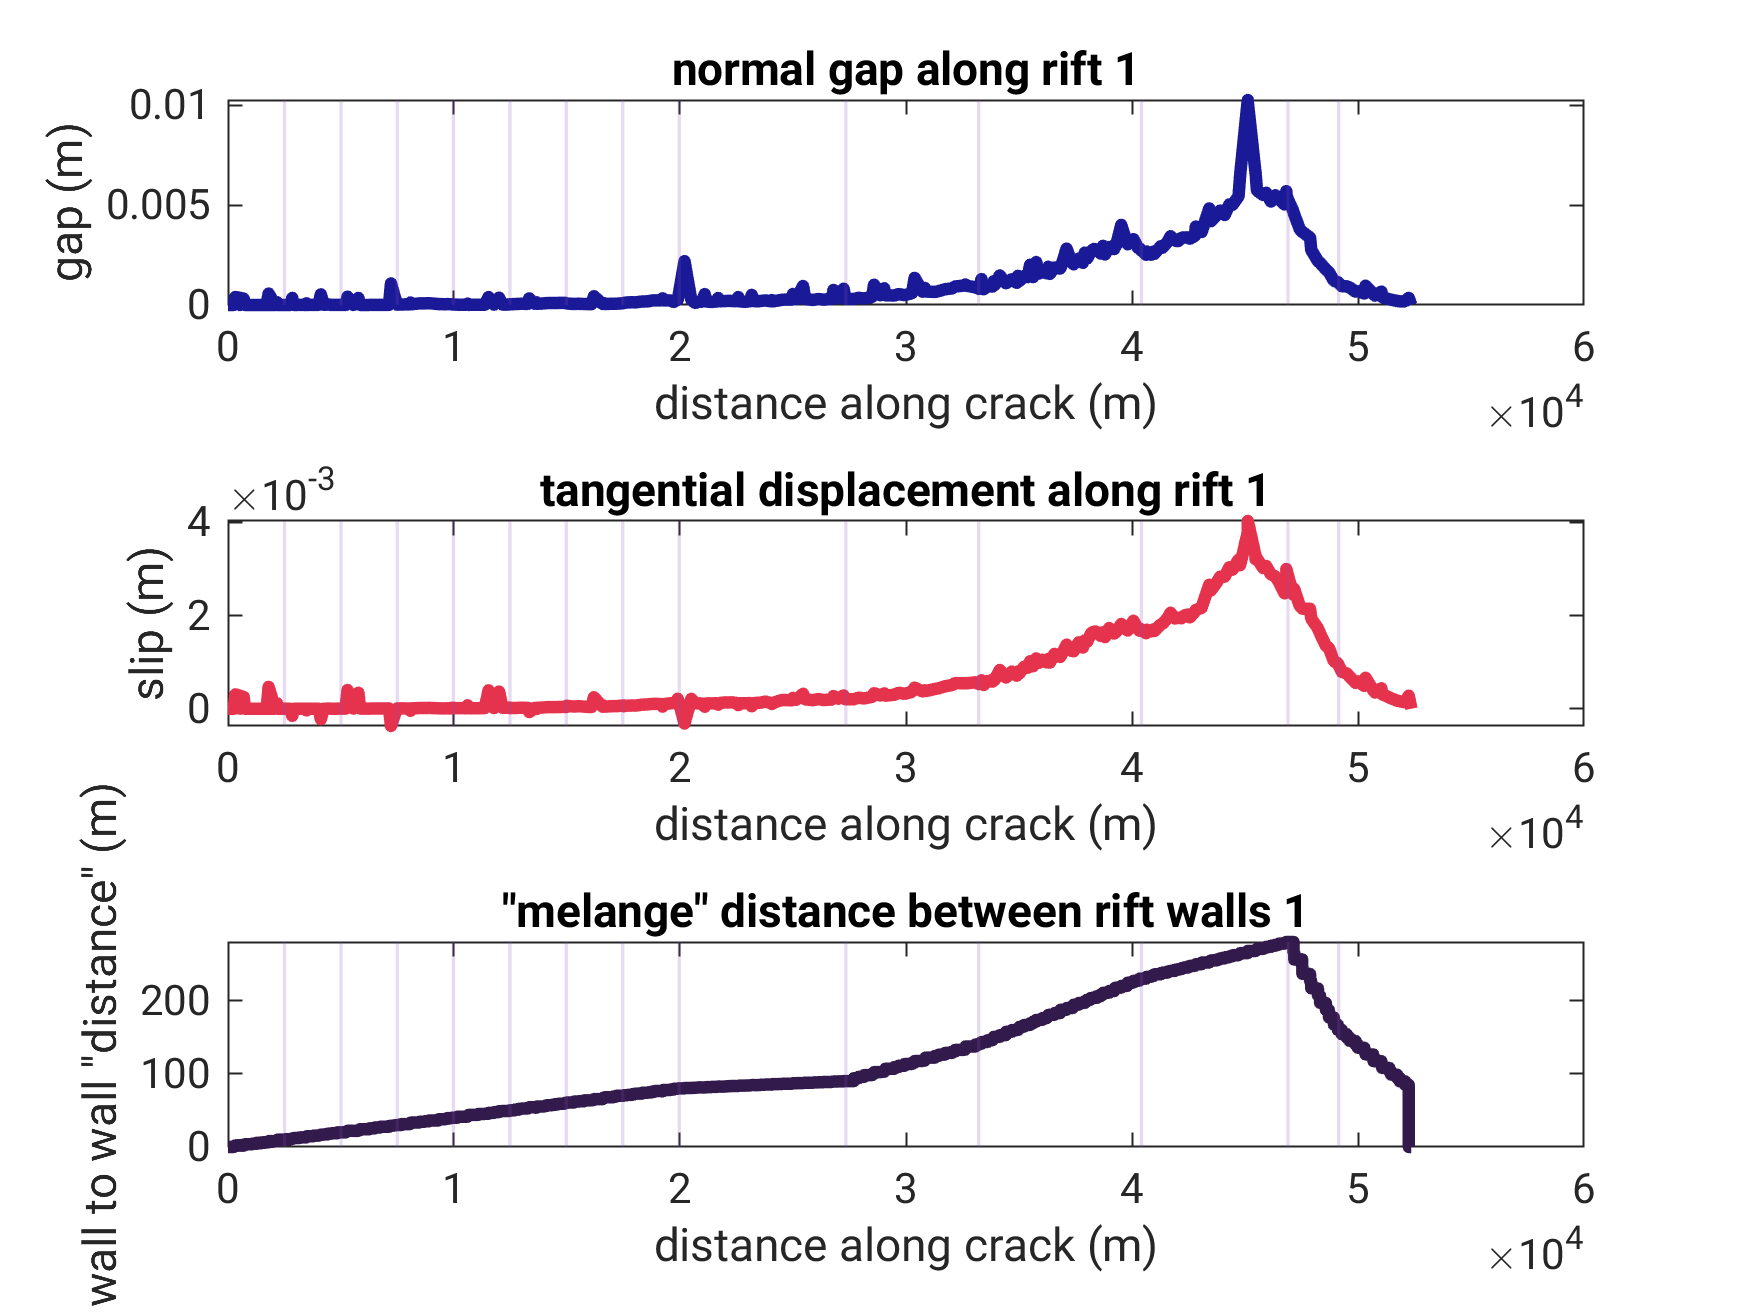 normal gap along rift 1
gap (m)
0.01
0.005
0
0 1 2 3 4 5 6
distance along crack (m)
×10^4
tangential displacement along rift 1
×10^-3
slip (m)
4
2
0
0 1 2 3 4 5 6
distance along crack (m)
×10^4
"melange" distance between rift walls 1
wall to wall "distance" (m)
200
100
0
0 1 2 3 4 5 6
distance along crack (m)
×10^4